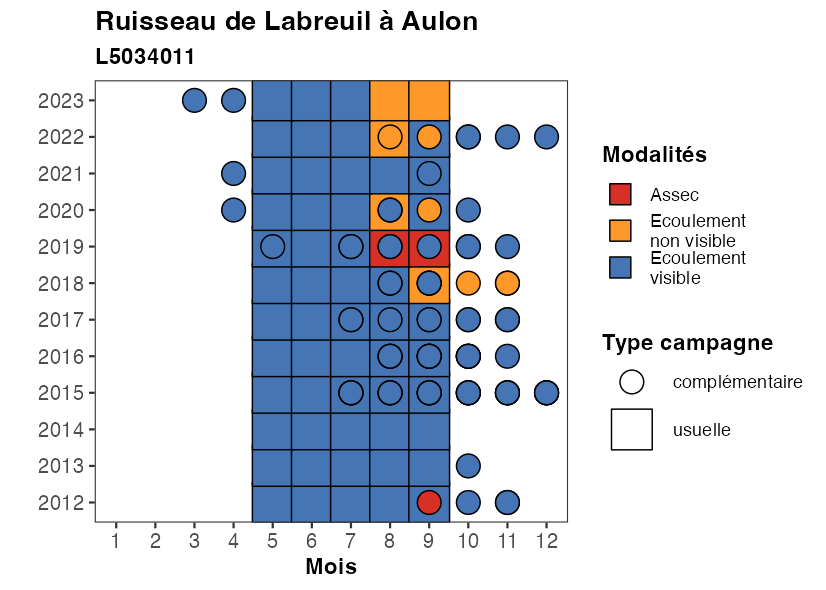 Ruisseau de Labreuil à Aulon
L5034011
2023
2022
2021
2020
2019
2018
2017
2016
2015
2014
2013
2012
1 2 3 4 5 6 7 8 9 10 11 12
Mois
Modalités
Assec
Ecoulement
non visible
Ecoulement
visible
Type campagne
complémentaire
usuelle